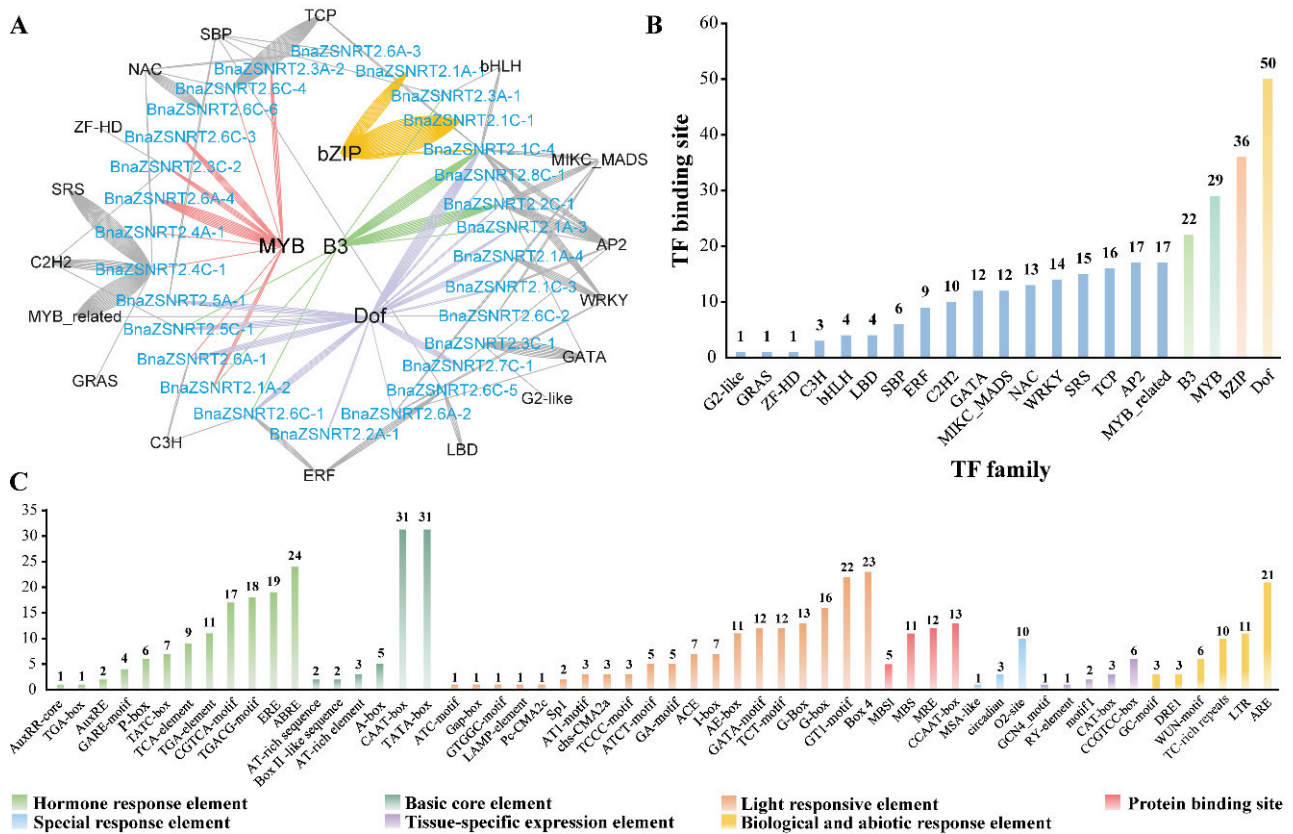 A
TCP
SBP
BnaZSNRT2.6A-3
NAC
BnaZSNRT2.3A-2
BnaZSNRT2.1A-1
bHLH
BnaZSNRT2.6C-4
BnaZSNRT2.3A-1
BnaZSNRT2.6C-6
ZF-HD
BnaZSNRT2.6C-3
BnaZSNRT2.1C-1
bZIP
BnaZSNRT2.1C-4
BnaZSNRT2.3C-2
MIKC_MADS
BnaZSNRT2.8C-1
SRS
BnaZSNRT2.6A-4
BnaZSNRT2.2C-1
BnaZSNRT2.4A-1
BnaZSNRT2.1A-3
MYB
B3
AP2
C2H2
BnaZSNRT2.4C-1
BnaZSNRT2.1A-4
BnaZSNRT2.1C-3
WRKY
BnaZSNRT2.5A-1
MYB_related
Dof
BnaZSNRT2.6C-2
BnaZSNRT2.5C-1
BnaZSNRT2.3C-1
GATA
BnaZSNRT2.6A-1
BnaZSNRT2.7C-1
GRAS
BnaZSNRT2.1A-2
BnaZSNRT2.6C-5
G2-like
BnaZSNRT2.6C-1
BnaZSNRT2.6A-2
C3H
BnaZSNRT2.2A-1
LBD
ERF
B
TF binding site
60
50
40
30
20
10
0
1 1 1 3 4 4 6 9 10 12 12 13 14 15 16 17 17 22 29 36 50
G2-like
GRAS
ZF-HD
C3H
bHLH
LBD
SBP
ERF
C2H2
GATA
MIKC_MADS
NAC
WRKY
SRS
TCP
AP2
MYB_related
B3
MYB
bZIP
Dof
TF family
C
35
30
25
20
15
10
5
0
1 1 2 4 6 7 9 11 17 18 19 24 2 2 3 5 31 31 1 1 1 1 1 2 3 3 3 5 5 7 7 11 12 12 13 16 22 23 5 11 12 13 1 3 10 1 1 2 3 6 3 3 6 10 11 21
AuxRR-core
TGA-box
AuxRE
GARE-motif
P-box
TATC-box
TCA-element
TGA-element
CGTCA-motif
TGACG-motif
ERE
ABRE
AT-rich sequence
Box II -like sequence
AT-rich element
A-box
CAAT-box
TATA-box
ATC-motif
Gap-box
GTGGC-motif
LAMP-element
Pc-CMA2c
Sp1
AT1-motif
chs-CMA2a
TCCC-motif
ATCT-motif
GA-motif
ACE
I-box
AE-box
GATA-motif
TCT-motif
G-Box
G-box
GT1-motif
Box 4
MBSI
MBS
MRE
CCAAT-box
MSA-like
circadian
O2-site
GCN4_motif
RY-element
motif1
CAT-box
CCGTCC-box
GC-motif
DRE1
WUN-motif
TC-rich repeats
LTR
ARE
Hormone response element
Basic core element
Light responsive element
Protein binding site
Special response element
Tissue-specific expression element
Biological and abiotic response element